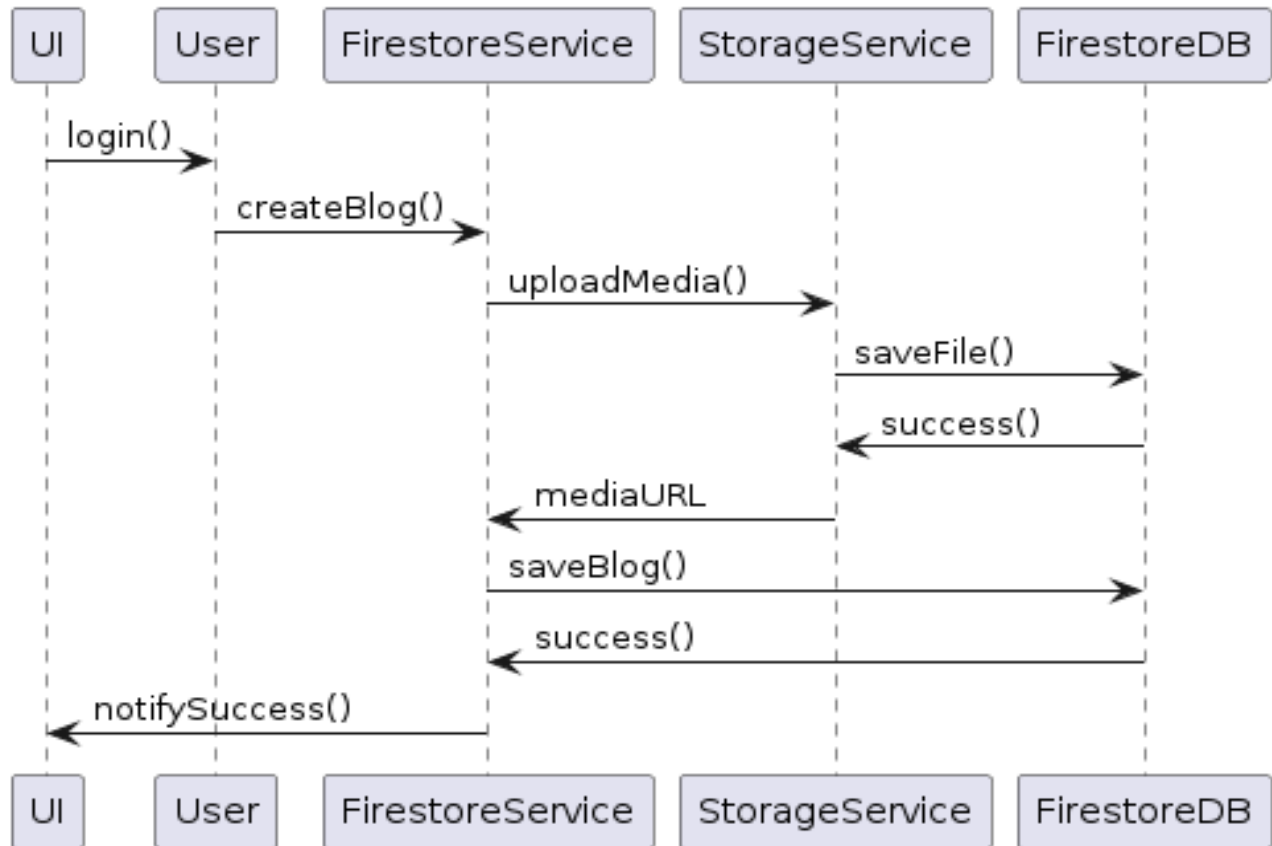 UI User FirestoreService StorageService FirestoreDB
login()
createBlog()
uploadMedia()
saveFile()
success()
mediaURL
saveBlog()
success()
notifySuccess()
UI User FirestoreService StorageService FirestoreDB